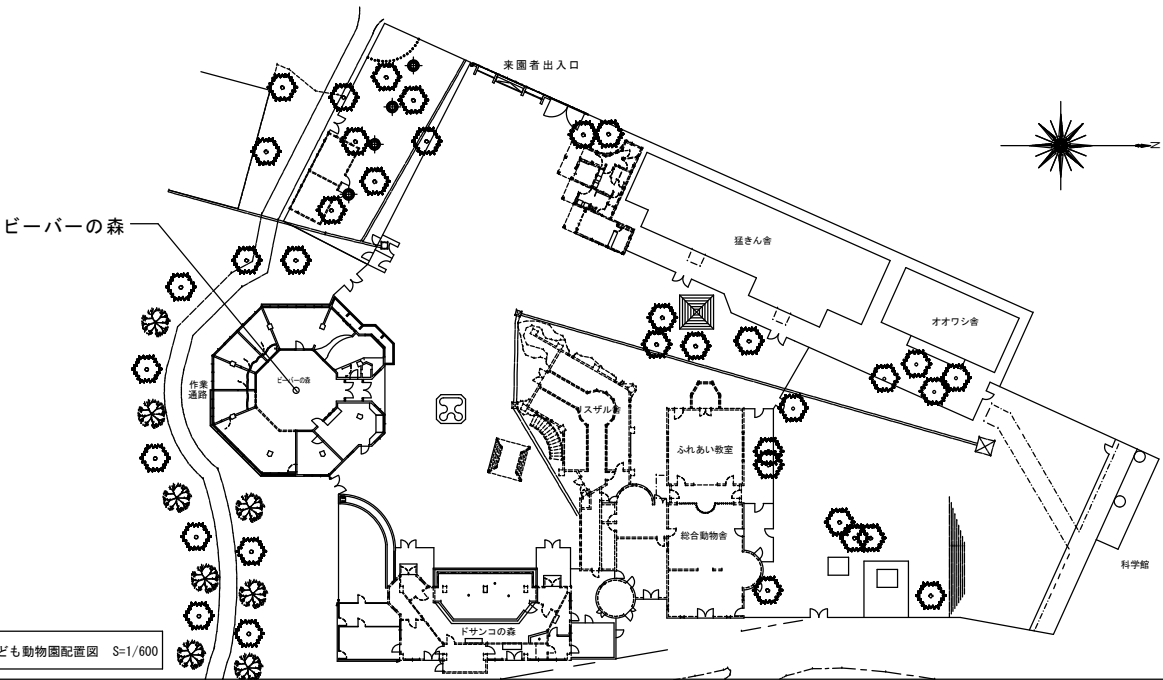 来園者出入口
N
ビーバーの森
猛きん舎
オオワシ舎
作業
通路
ビーバーの森
リスザル舎
ふれあい教室
総合動物舎
科学館
ドサンコの森
ども動物園配置図 S=1/600